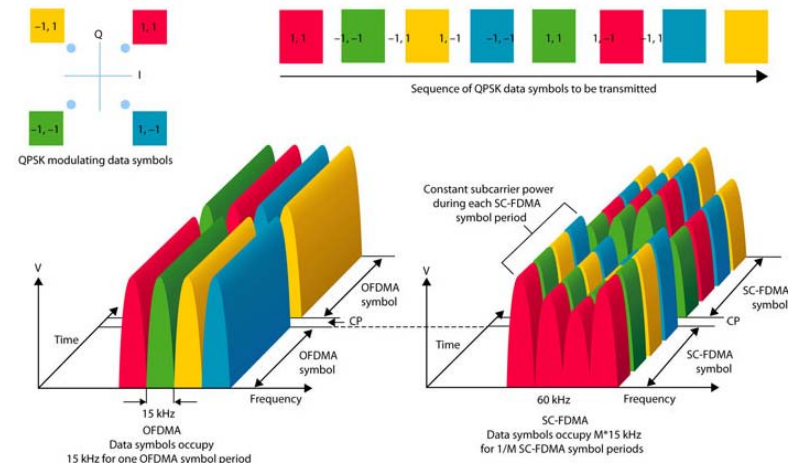 −1, 1
1, 1
Q
I
−1, −1
1, −1
QPSK modulating data symbols
1, 1 −1, −1 −1, 1 1, −1 −1, −1 1, 1 1, −1 −1, 1
Sequence of QPSK data symbols to be transmitted
Constant subcarrier power
during each SC-FDMA
symbol period
V
Time
OFDMA
symbol
CP
OFDMA
symbol
15 kHz
Frequency
OFDMA
Data symbols occupy
15 kHz for one OFDMA symbol period
V
Time
SC-FDMA
symbol
CP
SC-FDMA
symbol
60 kHz
Frequency
SC-FDMA
Data symbols occupy M*15 kHz
for 1/M SC-FDMA symbol periods